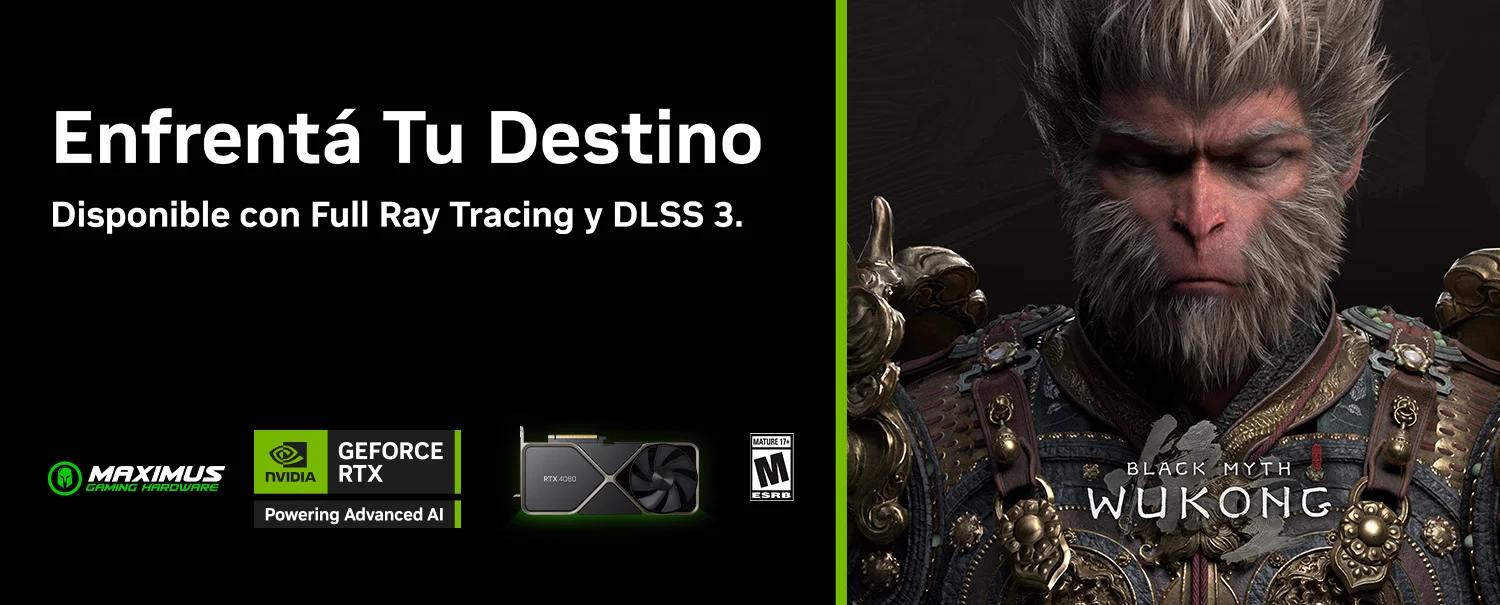 Enfrentá Tu Destino
Disponible con Full Ray Tracing y DLSS 3.
MAXIMUS
GAMING HARDWARE
NVIDIA
GEFORCE
RTX
Powering Advanced AI
RTX 4080
MATURE 17+
M
ESRB
BLACK MYTH
WUKONG